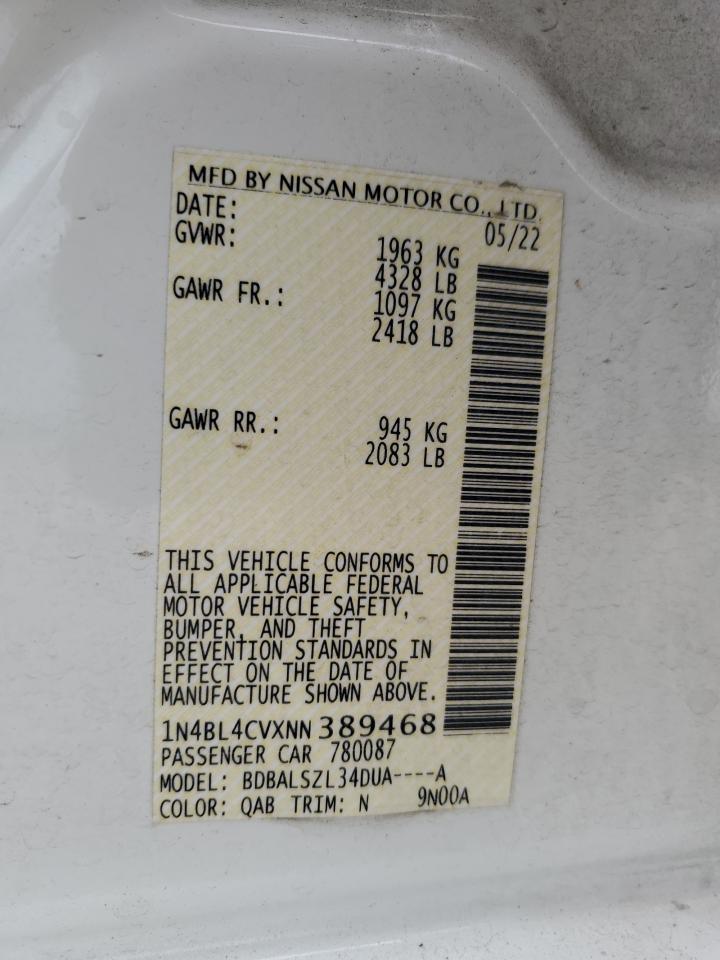 MFD BY NISSAN MOTOR CO., LTD.
DATE: 05/22
GVWR: 1963 KG
4328 LB
GAWR FR.: 1097 KG
2418 LB
GAWR RR.: 945 KG
2083 LB
THIS VEHICLE CONFORMS TO
ALL APPLICABLE FEDERAL
MOTOR VEHICLE SAFETY,
BUMPER, AND THEFT
PREVENTION STANDARDS IN
EFFECT ON THE DATE OF
MANUFACTURE SHOWN ABOVE.
1N4BL4CVXNN 389468
PASSENGER CAR 780087
MODEL: BDBALSZL34DUA----A
COLOR: QAB TRIM: N 9N00A